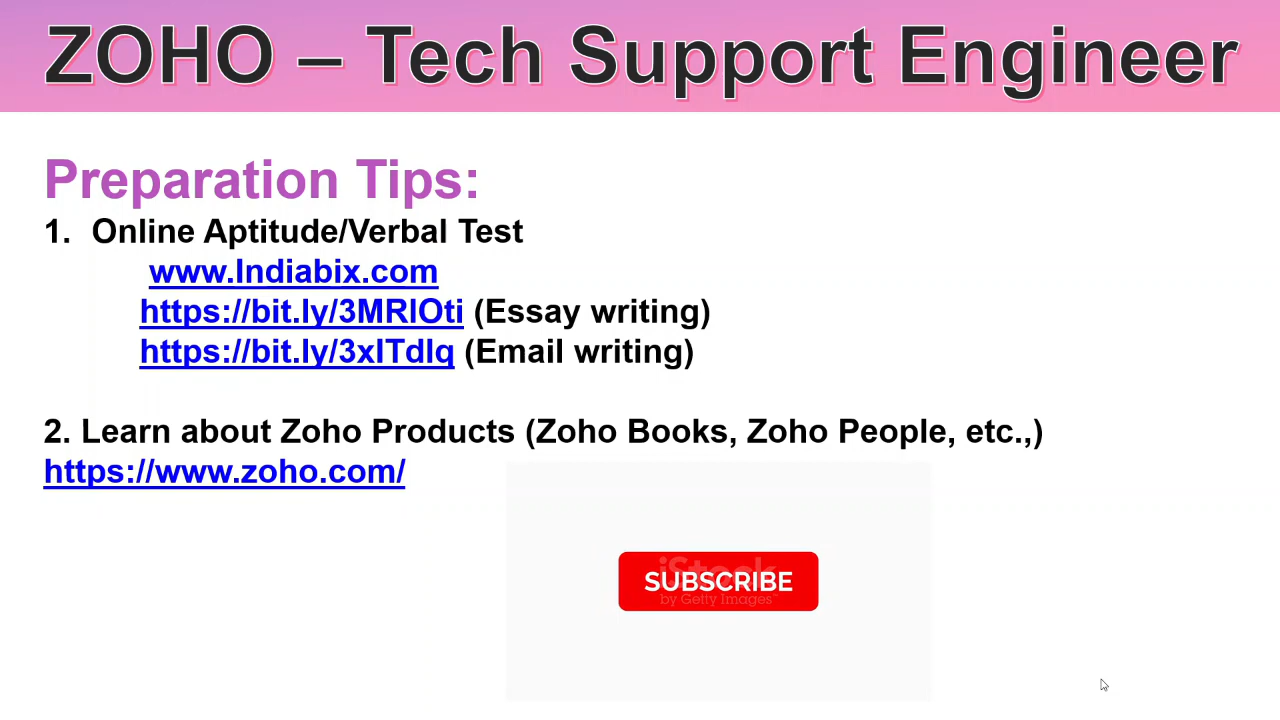 ZOHO – Tech Support Engineer
Preparation Tips:
1. Online Aptitude/Verbal Test
www.Indiabix.com
https://bit.ly/3MRlOti (Essay writing)
https://bit.ly/3xITdlq (Email writing)
2. Learn about Zoho Products (Zoho Books, Zoho People, etc.,)
https://www.zoho.com/
iStock
SUBSCRIBE
by Getty Images™